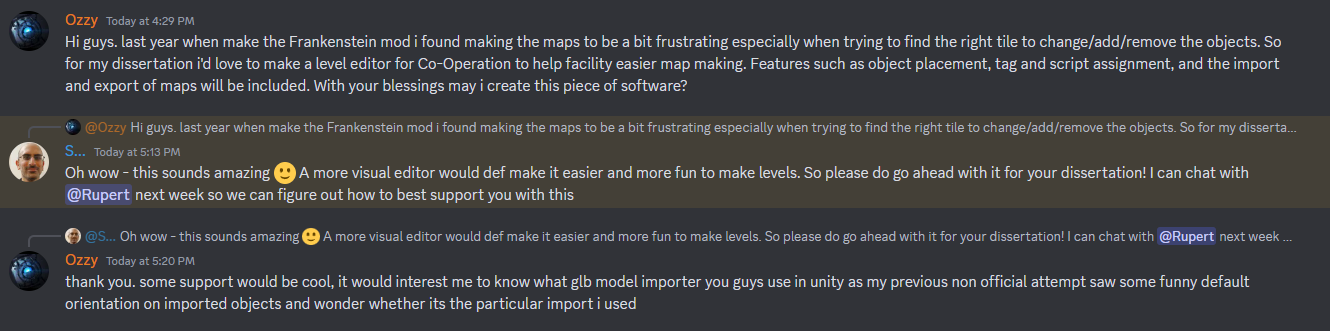 Ozzy Today at 4:29 PM
Hi guys. last year when make the Frankenstein mod i found making the maps to be a bit frustrating especially when trying to find the right tile to change/add/remove the objects. So
for my dissertation i'd love to make a level editor for Co-Operation to help facility easier map making. Features such as object placement, tag and script assignment, and the import
and export of maps will be included. With your blessings may i create this piece of software?
@Ozzy Hi guys. last year when make the Frankenstein mod i found making the maps to be a bit frustrating especially when trying to find the right tile to change/add/remove the objects. So for my disserta...
S... Today at 5:13 PM
Oh wow - this sounds amazing 🙂 A more visual editor would def make it easier and more fun to make levels. So please do go ahead with it for your dissertation! I can chat with
@Rupert next week so we can figure out how to best support you with this
@S... Oh wow - this sounds amazing 🙂 A more visual editor would def make it easier and more fun to make levels. So please do go ahead with it for your dissertation! I can chat with @Rupert next week ...
Ozzy Today at 5:20 PM
thank you. some support would be cool, it would interest me to know what glb model importer you guys use in unity as my previous non official attempt saw some funny default
orientation on imported objects and wonder whether its the particular import i used